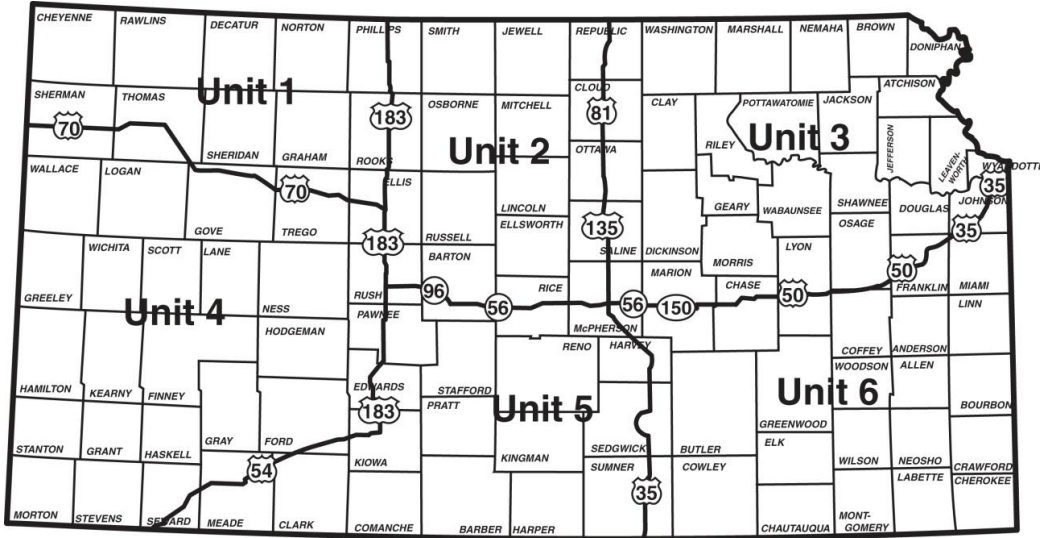 CHEYENNE
RAWLINS
DECATUR
NORTON
PHILLIPS
SMITH
JEWELL
REPUBLIC
WASHINGTON
MARSHALL
NEMAHA
BROWN
DONIPHAN
SHERMAN
THOMAS
Unit 1
SHERIDAN
GRAHAM
ROOKS
OSBORNE
MITCHELL
CLOUD
CLAY
RILEY
POTTAWATOMIE
JACKSON
ATCHISON
JEFFERSON
LEAVEN-
WORTH
WYANDOTTE
70
183
81
Unit 2
Unit 3
OTTAWA
WALLACE
LOGAN
GOVE
TREGO
70
ELLIS
RUSSELL
LINCOLN
ELLSWORTH
SALINE
DICKINSON
GEARY
WABAUNSEE
SHAWNEE
DOUGLAS
JOHNSON
35
35
OSAGE
183
135
GREELEY
WICHITA
SCOTT
LANE
NESS
RUSH
BARTON
RICE
McPHERSON
MARION
MORRIS
CHASE
LYON
50
FRANKLIN
MIAMI
LINN
96
56
56
150
50
Unit 4
HODGEMAN
PAWNEE
HAMILTON
KEARNY
FINNEY
EDWARDS
STAFFORD
RENO
HARVEY
COFFEY
ANDERSON
WOODSON
ALLEN
BOURBON
183
PRATT
Unit 5
Unit 6
GREENWOOD
STANTON
GRANT
HASKELL
GRAY
FORD
KIOWA
KINGMAN
SEDGWICK
BUTLER
ELK
WILSON
NEOSHO
CRAWFORD
54
SUMNER
COWLEY
LABETTE
CHEROKEE
35
MORTON
STEVENS
SEWARD
MEADE
CLARK
COMANCHE
BARBER
HARPER
CHAUTAUQUA
MONT-
GOMERY